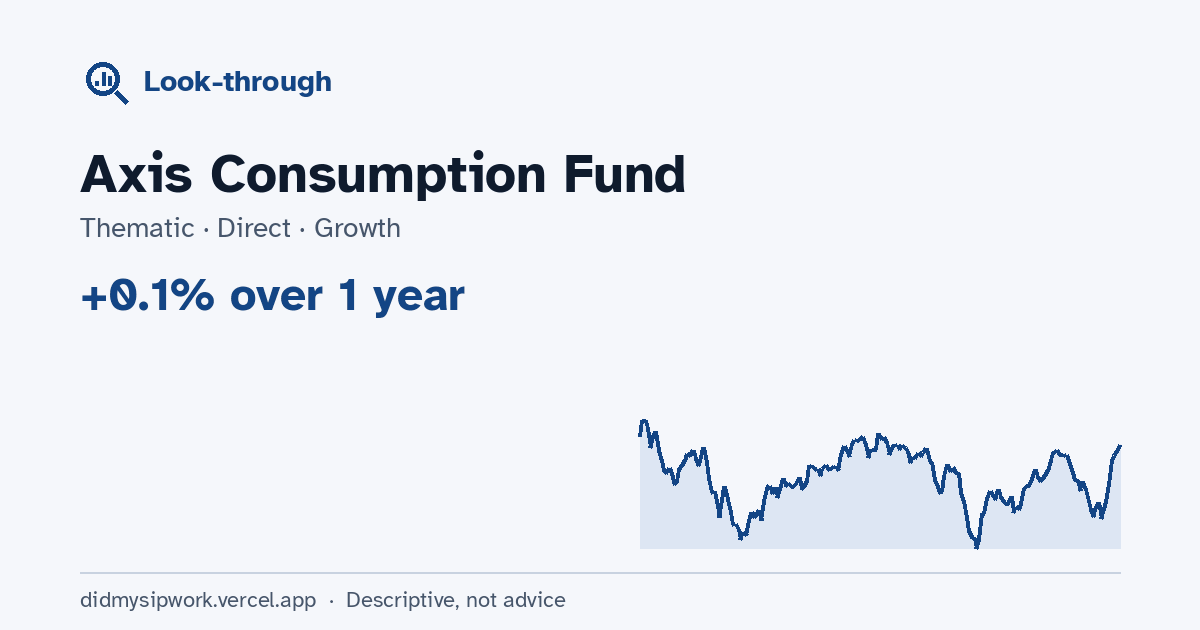 Look-through
Axis Consumption Fund
Thematic · Direct · Growth
+0.1% over 1 year
didmysipwork.vercel.app · Descriptive, not advice